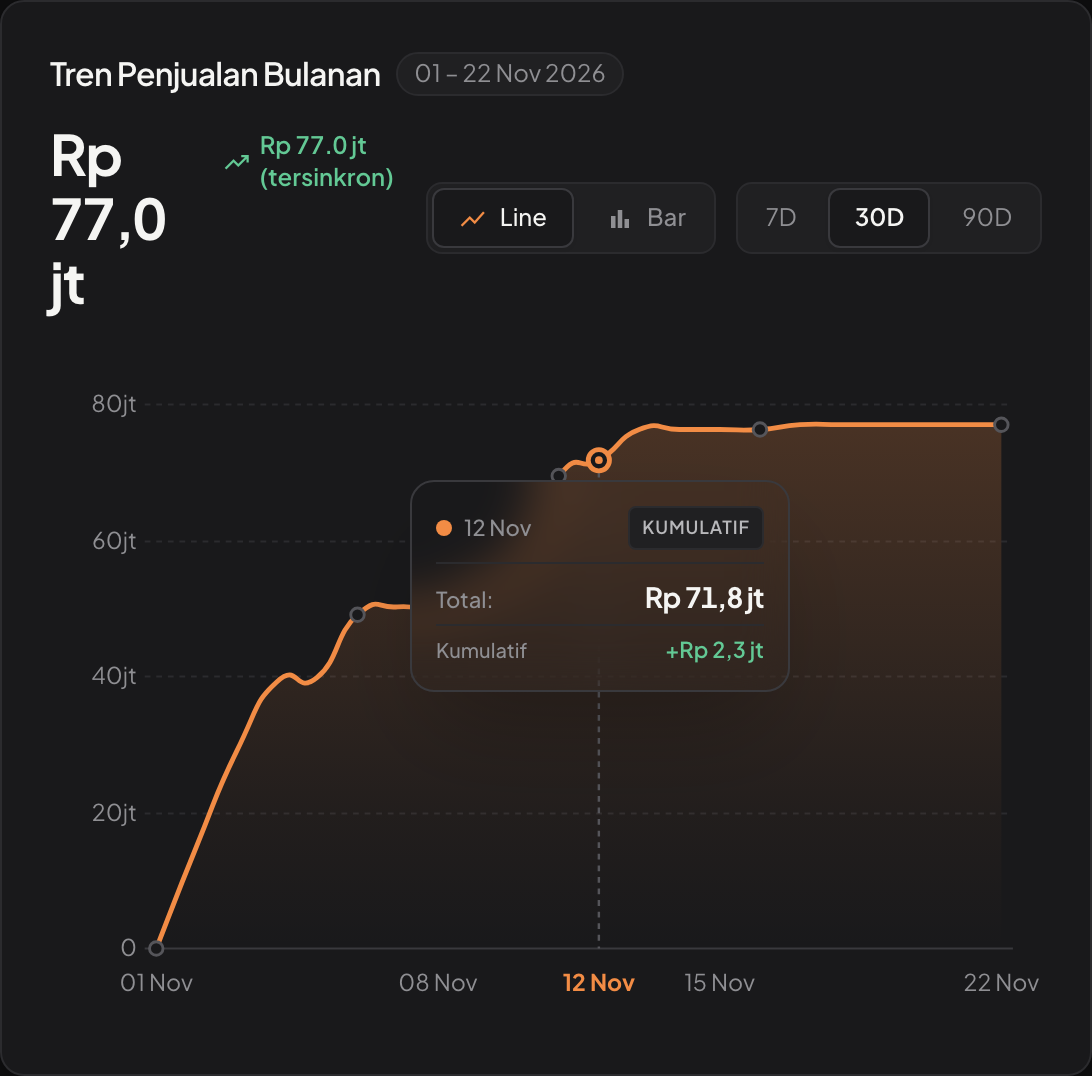 Tren Penjualan Bulanan
01 – 22 Nov 2026
Rp
77,0
jt
Rp 77.0 jt
(tersinkron)
Line
Bar
7D
30D
90D
80jt
60jt
40jt
20jt
0
12 Nov
KUMULATIF
Total:
Rp 71,8 jt
Kumulatif
+Rp 2,3 jt
01 Nov
08 Nov
12 Nov
15 Nov
22 Nov